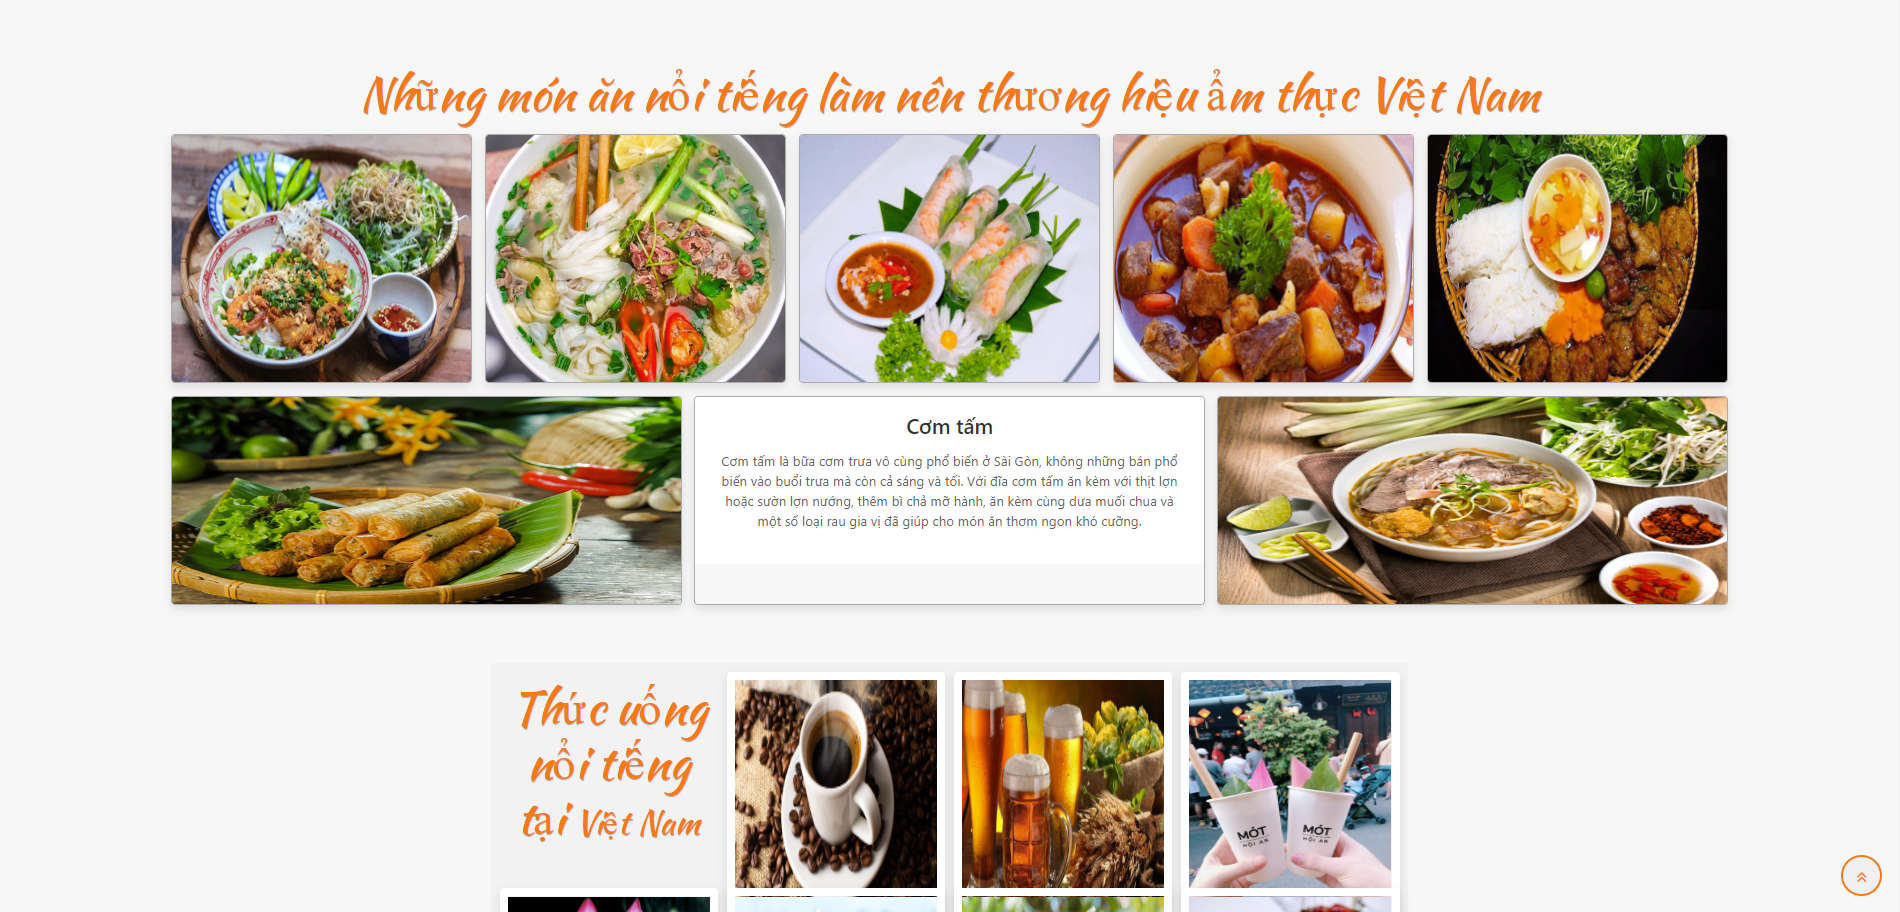 Những món ăn nổi tiếng làm nên thương hiệu ẩm thực Việt Nam
Cơm tấm
Cơm tấm là bữa cơm trưa vô cùng phổ biến ở Sài Gòn, không những bán phổ
biến vào buổi trưa mà còn cả sáng và tối. Với đĩa cơm tấm ăn kèm với thịt lợn
hoặc sườn lợn nướng, thêm bì chả mỡ hành, ăn kèm cùng dưa muối chua và
một số loại rau gia vị đã giúp cho món ăn thơm ngon khó cưỡng.
Thức uống
nổi tiếng
tại Việt Nam
MÓT
HỘI AN
MÓT
HỘI AN